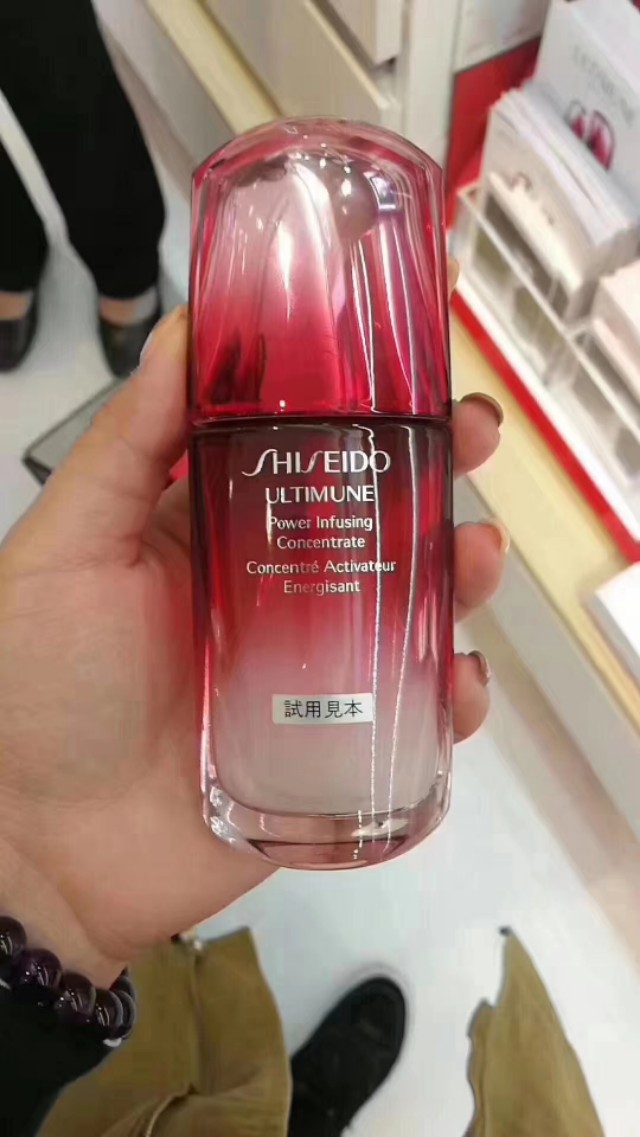 SHISEIDO
ULTIMUNE
Power Infusing
Concentrate
Concentré Activateur
Energisant
試用見本